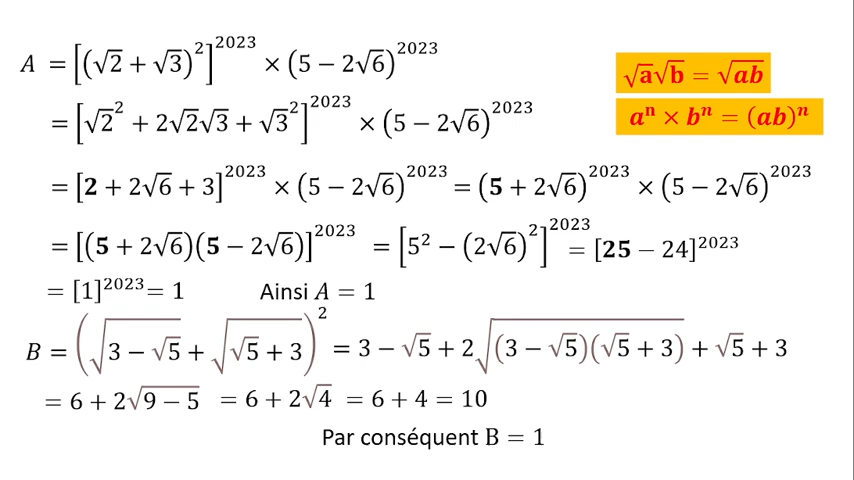 A = [(√2 + √3)²]²⁰²³ × (5 − 2√6)²⁰²³
√a√b = √ab
= [√2² + 2√2√3 + √3²]²⁰²³ × (5 − 2√6)²⁰²³
aⁿ × bⁿ = (ab)ⁿ
= [2 + 2√6 + 3]²⁰²³ × (5 − 2√6)²⁰²³ = (5 + 2√6)²⁰²³ × (5 − 2√6)²⁰²³
= [(5 + 2√6)(5 − 2√6)]²⁰²³ = [5² − (2√6)²]²⁰²³ = [25 − 24]²⁰²³
= [1]²⁰²³ = 1 Ainsi A = 1
B = (√(3 − √5) + √(√5 + 3))² = 3 − √5 + 2√((3 − √5)(√5 + 3)) + √5 + 3
= 6 + 2√(9 − 5) = 6 + 2√4 = 6 + 4 = 10
Par conséquent B = 1